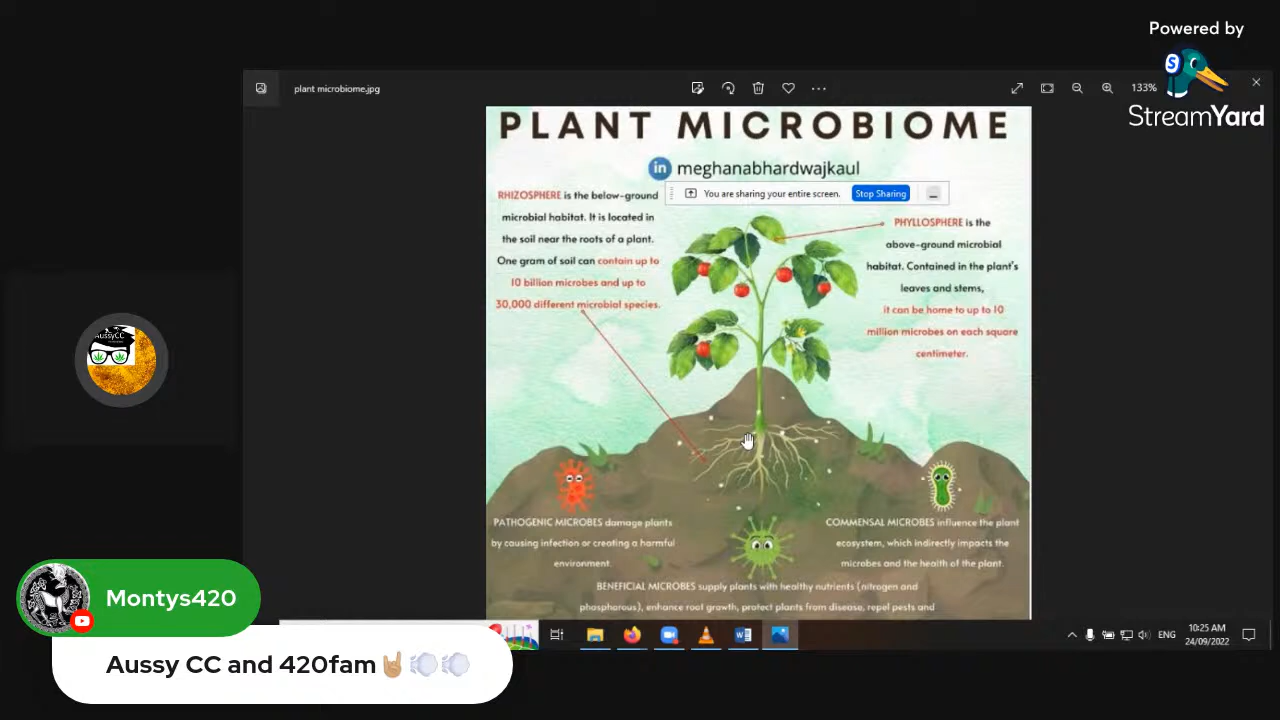 Powered by
StreamYard
plant microbiome.jpg
133%
PLANT MICROBIOME
in meghanabhardwajkaul
You are sharing your entire screen. Stop Sharing
RHIZOSPHERE is the below-ground
microbial habitat. It is located in
the soil near the roots of a plant.
One gram of soil can contain up to
10 billion microbes and up to
30,000 different microbial species.
PHYLLOSPHERE is the
above-ground microbial
habitat. Contained in the plant's
leaves and stems,
it can be home to up to 10
million microbes on each square
centimeter.
PATHOGENIC MICROBES damage plants
by causing infection or creating a harmful
environment.
COMMENSAL MICROBES influence the plant
ecosystem, which indirectly impacts the
microbes and the health of the plant.
BENEFICIAL MICROBES supply plants with healthy nutrients (nitrogen and
phosphorous), enhance root growth, protect plants from disease, repel pests and
AussyCC
Montys420
Aussy CC and 420fam🤘🏼💨💨
ENG
10:25 AM
24/09/2022